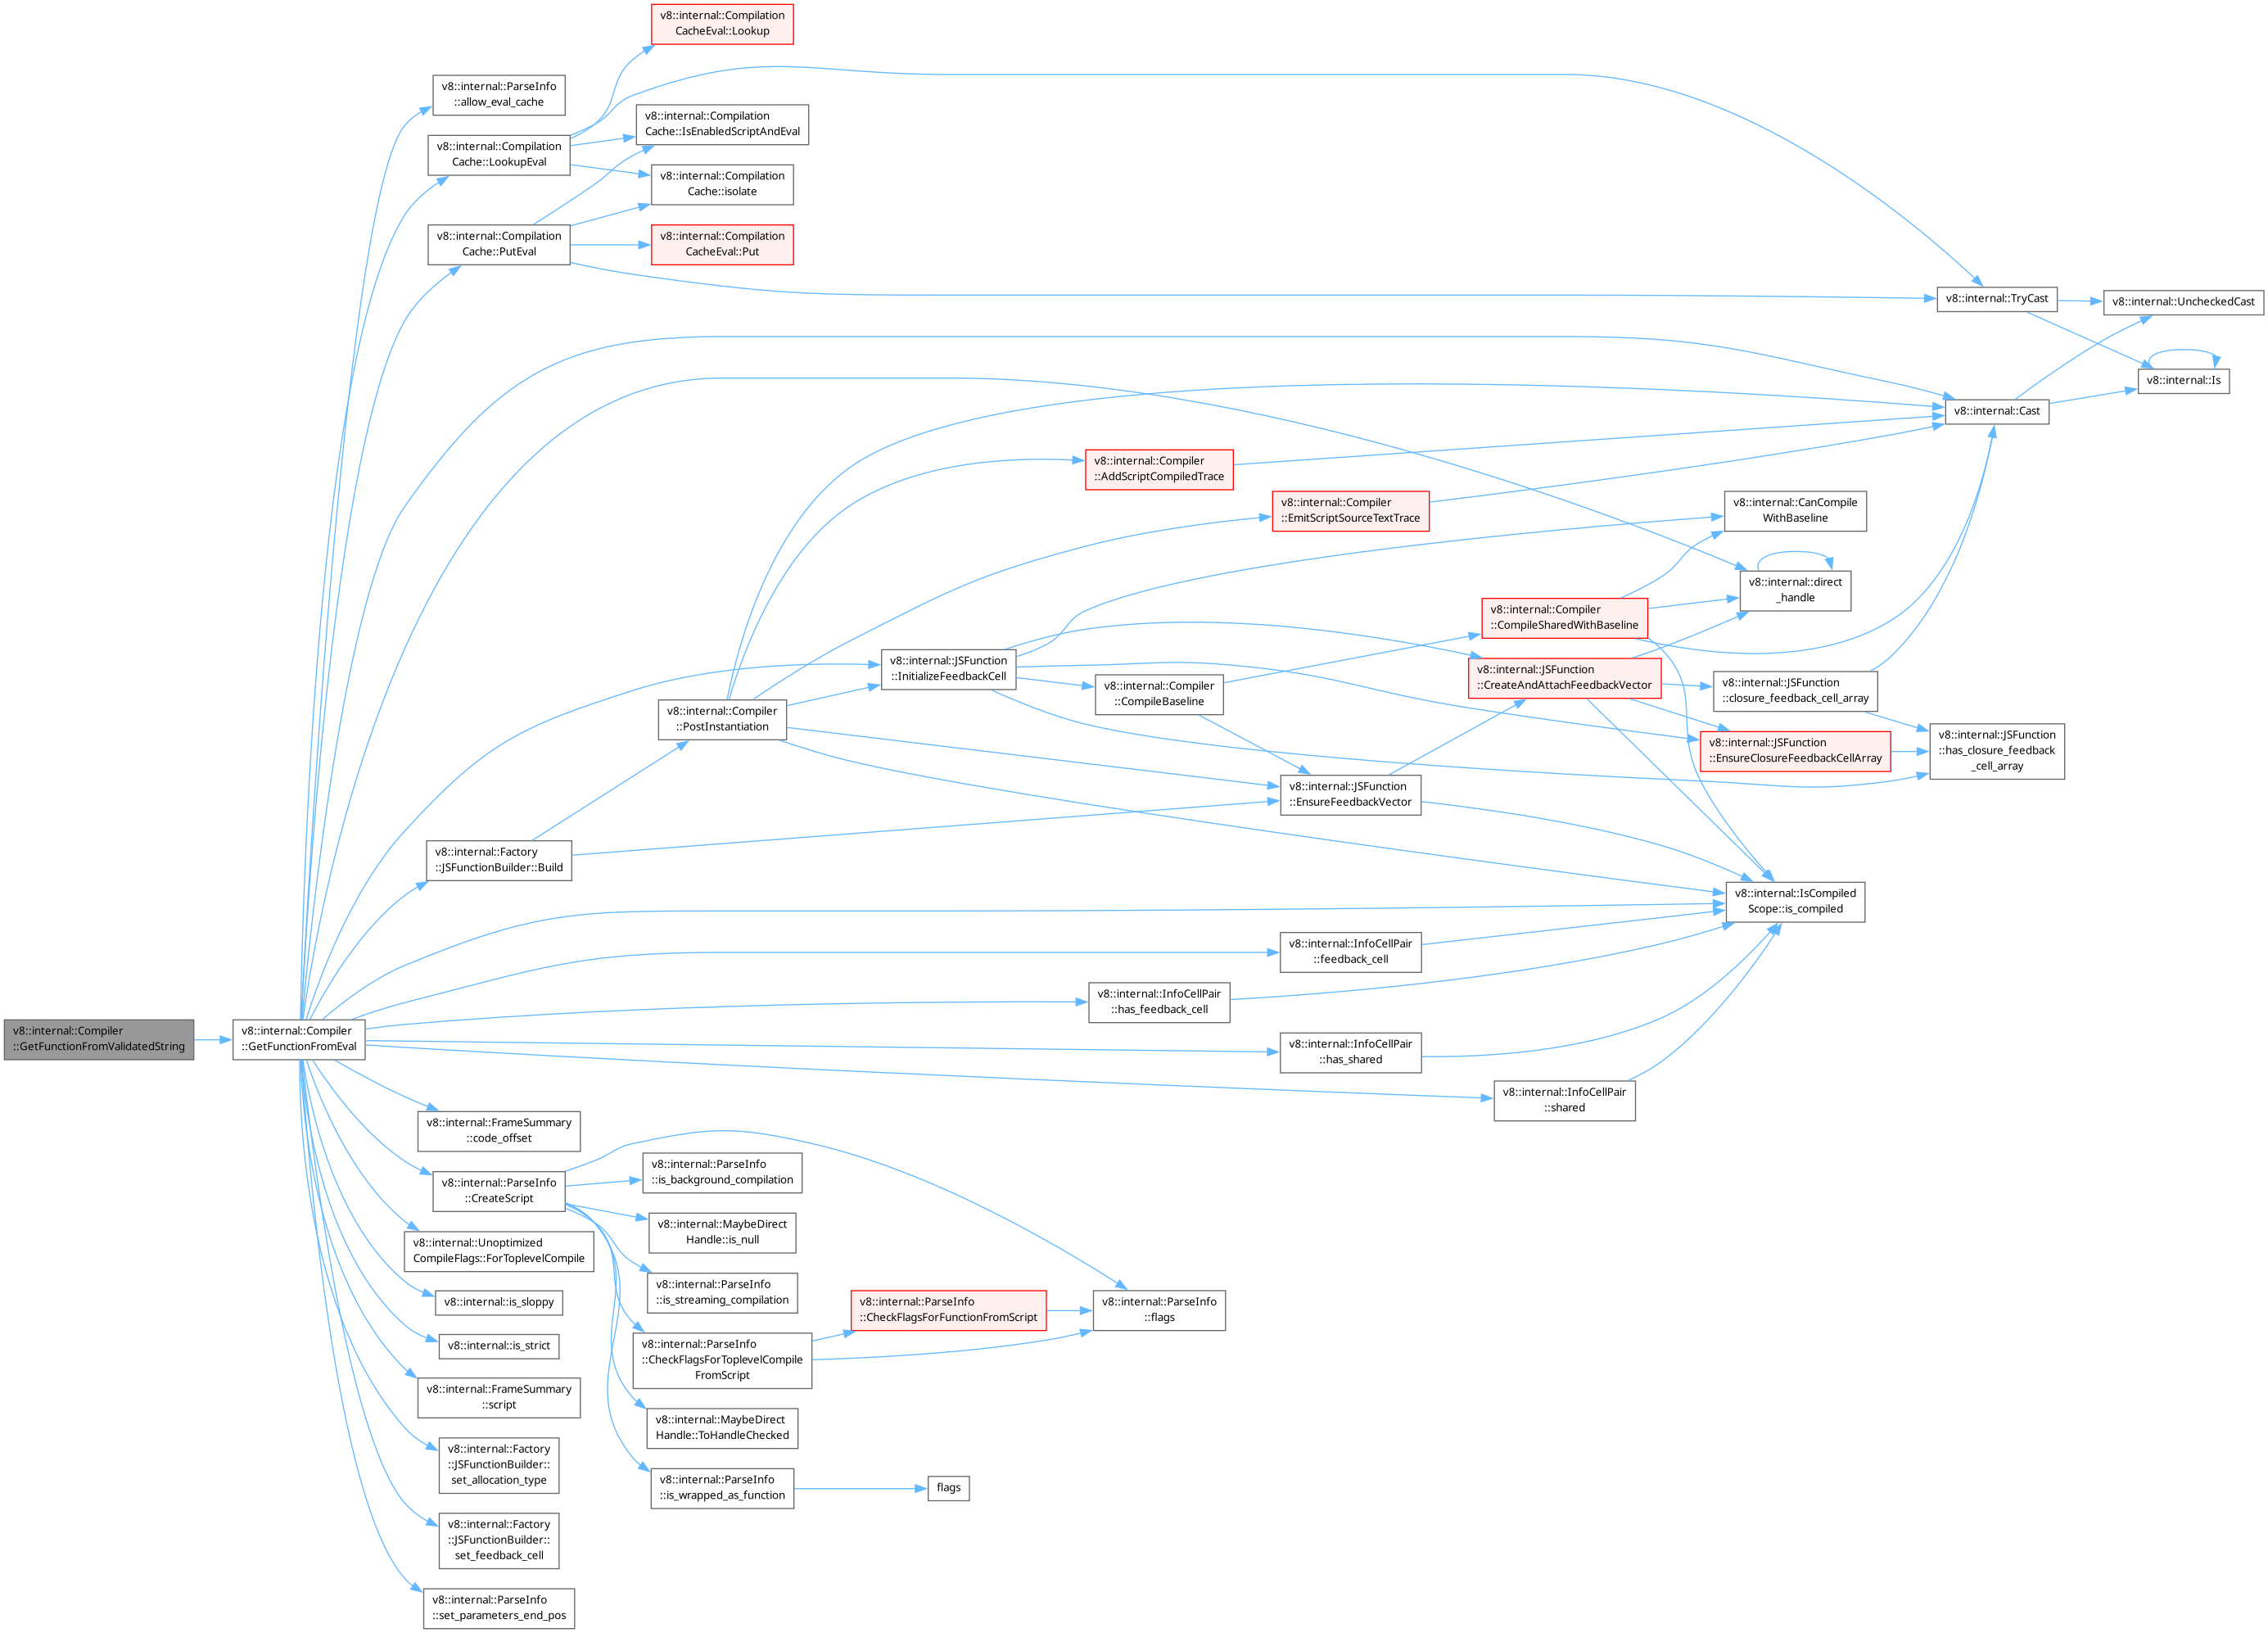 v8::internal::Compilation
CacheEval::Lookup
v8::internal::ParseInfo
::allow_eval_cache
v8::internal::Compilation
Cache::IsEnabledScriptAndEval
v8::internal::Compilation
Cache::LookupEval
v8::internal::Compilation
Cache::isolate
v8::internal::Compilation
Cache::PutEval
v8::internal::Compilation
CacheEval::Put
v8::internal::TryCast
v8::internal::UncheckedCast
v8::internal::Is
v8::internal::Cast
v8::internal::Compiler
::AddScriptCompiledTrace
v8::internal::Compiler
::EmitScriptSourceTextTrace
v8::internal::CanCompile
WithBaseline
v8::internal::direct
_handle
v8::internal::Compiler
::CompileSharedWithBaseline
v8::internal::JSFunction
::InitializeFeedbackCell
v8::internal::JSFunction
::CreateAndAttachFeedbackVector
v8::internal::Compiler
::CompileBaseline
v8::internal::JSFunction
::closure_feedback_cell_array
v8::internal::Compiler
::PostInstantiation
v8::internal::JSFunction
::EnsureClosureFeedbackCellArray
v8::internal::JSFunction
::has_closure_feedback
_cell_array
v8::internal::JSFunction
::EnsureFeedbackVector
v8::internal::Factory
::JSFunctionBuilder::Build
v8::internal::IsCompiled
Scope::is_compiled
v8::internal::InfoCellPair
::feedback_cell
v8::internal::InfoCellPair
::has_feedback_cell
v8::internal::Compiler
::GetFunctionFromValidatedString
v8::internal::Compiler
::GetFunctionFromEval
v8::internal::InfoCellPair
::has_shared
v8::internal::InfoCellPair
::shared
v8::internal::FrameSummary
::code_offset
v8::internal::ParseInfo
::is_background_compilation
v8::internal::ParseInfo
::CreateScript
v8::internal::MaybeDirect
Handle::is_null
v8::internal::Unoptimized
CompileFlags::ForToplevelCompile
v8::internal::ParseInfo
::is_streaming_compilation
v8::internal::is_sloppy
v8::internal::ParseInfo
::CheckFlagsForFunctionFromScript
v8::internal::ParseInfo
::flags
v8::internal::is_strict
v8::internal::ParseInfo
::CheckFlagsForToplevelCompile
FromScript
v8::internal::FrameSummary
::script
v8::internal::MaybeDirect
Handle::ToHandleChecked
v8::internal::Factory
::JSFunctionBuilder::
set_allocation_type
v8::internal::ParseInfo
::is_wrapped_as_function
flags
v8::internal::Factory
::JSFunctionBuilder::
set_feedback_cell
v8::internal::ParseInfo
::set_parameters_end_pos